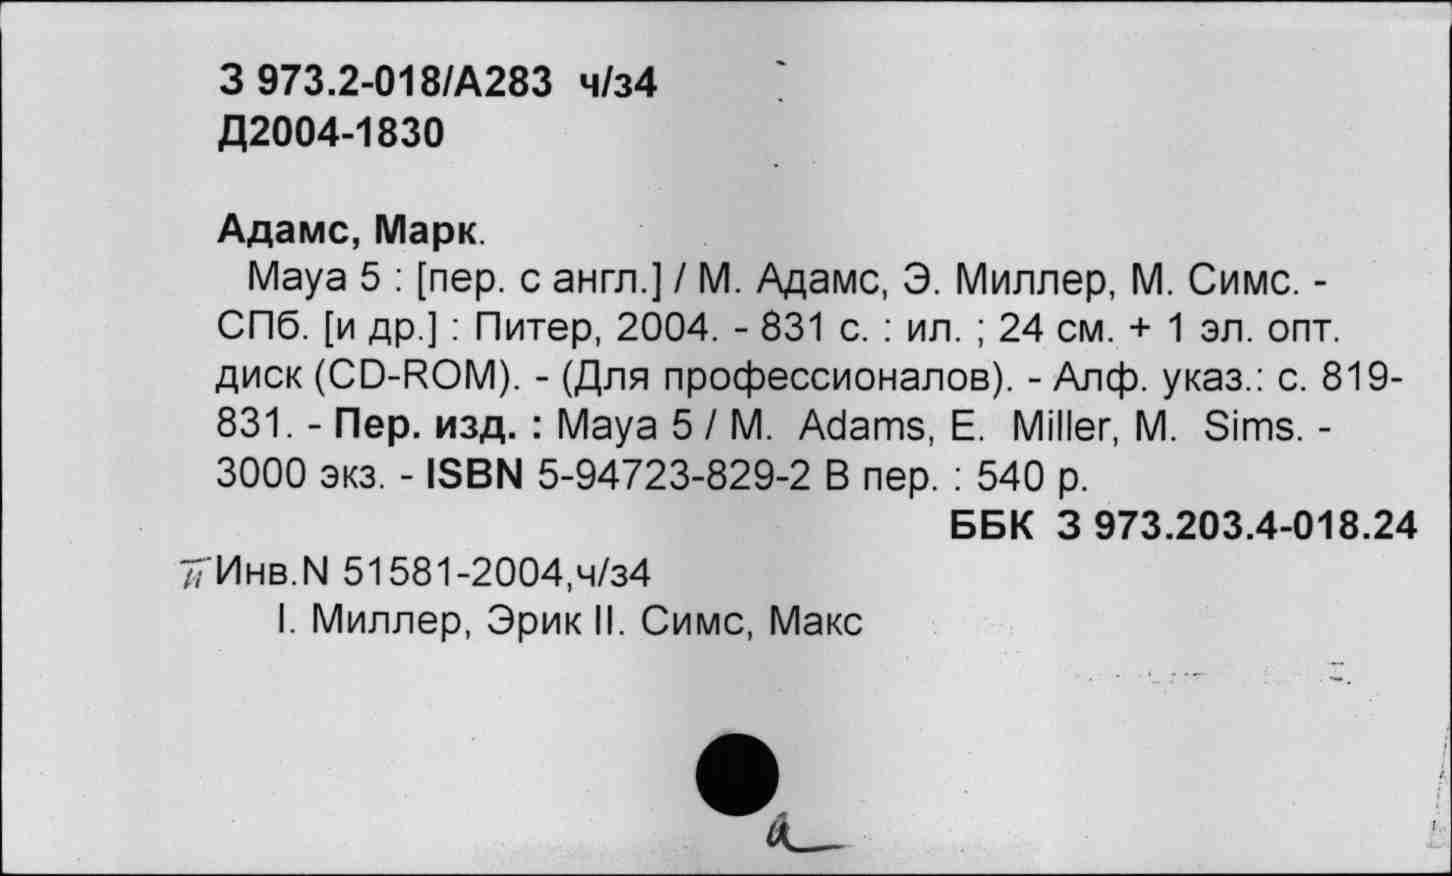 З 973.2-018/А283 ч/з4
Д2004-1830
Адамс, Марк.
Maya 5 : [пер. с англ.] / М. Адамс, Э. Миллер, М. Симс. -
СПб. [и др.] : Питер, 2004. - 831 с. : ил. ; 24 см. + 1 эл. опт.
диск (CD-ROM). - (Для профессионалов). - Алф. указ.: с. 819-
831. - Пер. изд. : Maya 5 / M. Adams, E. Miller, M. Sims. -
3000 экз. - ISBN 5-94723-829-2 В пер. : 540 р.
ББК З 973.203.4-018.24
Инв.N 51581-2004,ч/з4
I. Миллер, Эрик II. Симс, Макс